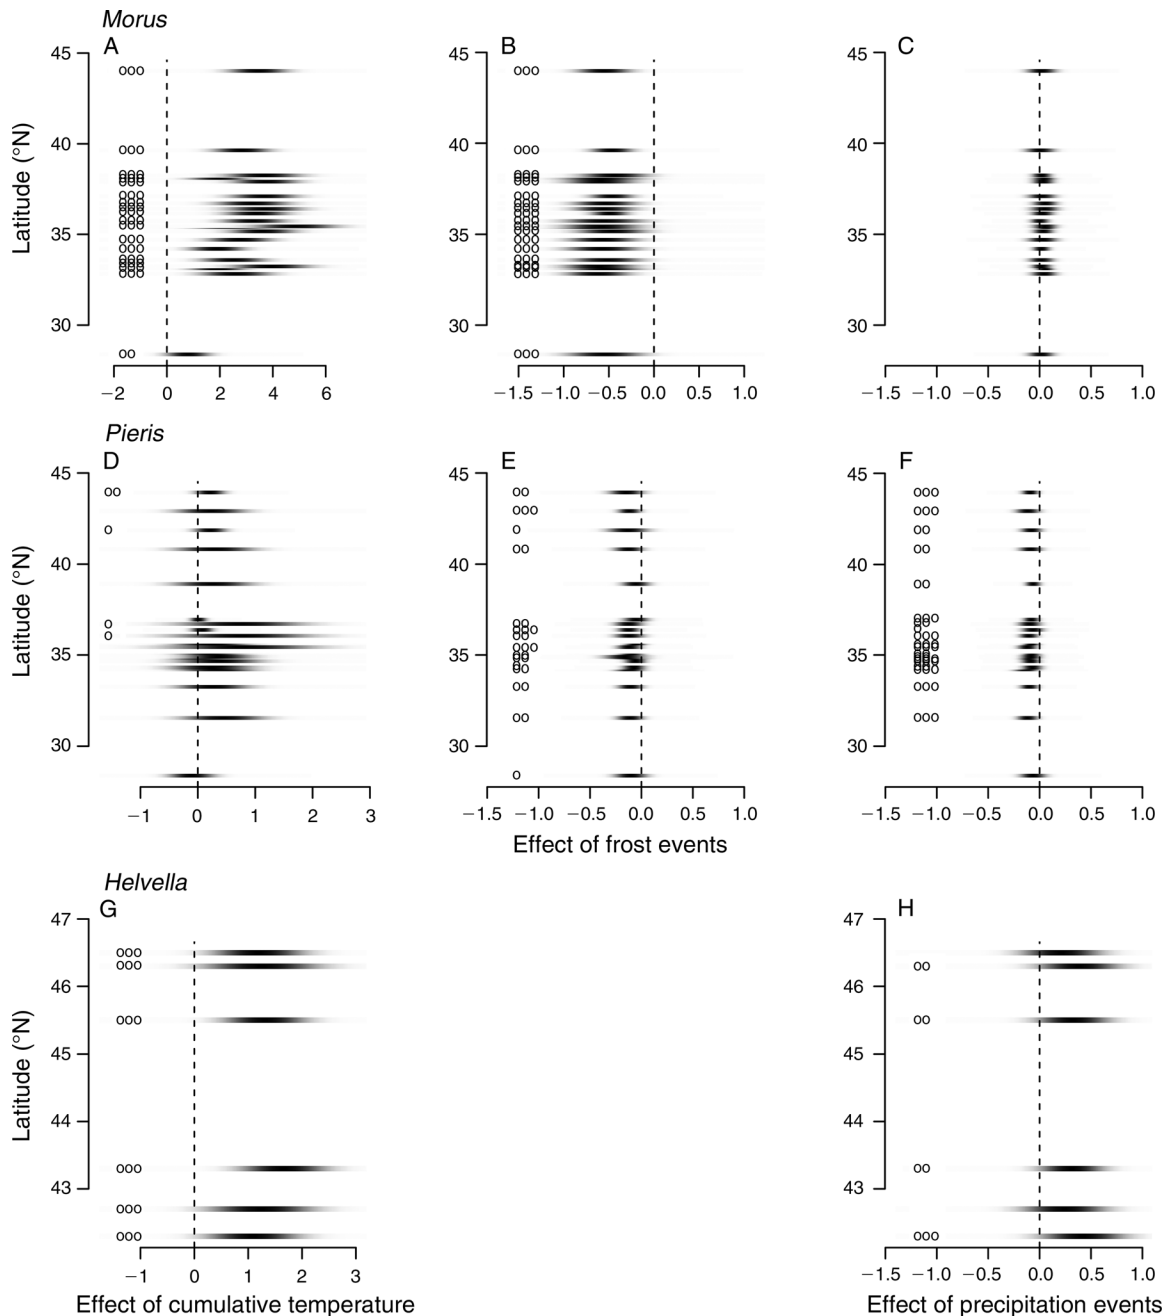 Morus
A
45
40
35
30
Latitude (°N)
−2 0 2 4 6
B
45
40
35
30
−1.5 −1.0 −0.5 0.0 0.5 1.0
C
45
40
35
30
−1.5 −1.0 −0.5 0.0 0.5 1.0
Pieris
D
45
40
35
30
Latitude (°N)
−1 0 1 2 3
E
45
40
35
30
−1.5 −1.0 −0.5 0.0 0.5 1.0
Effect of frost events
F
45
40
35
30
−1.5 −1.0 −0.5 0.0 0.5 1.0
Helvella
G
47
46
45
44
43
Latitude (°N)
−1 0 1 2 3
Effect of cumulative temperature
H
47
46
45
44
43
−1.5 −1.0 −0.5 0.0 0.5 1.0
Effect of precipitation events